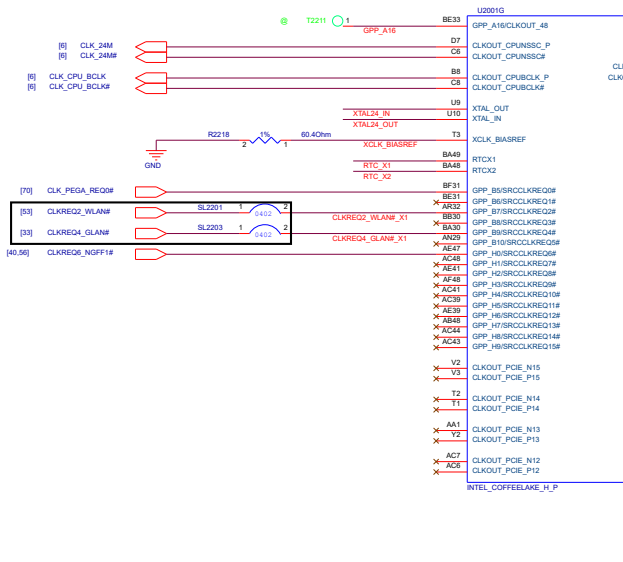 U2001G
T2211 1 BE33 GPP_A16/CLKOUT_48
GPP_A16
[6] CLK_24M D7 CLKOUT_CPUNSSC_P
[6] CLK_24M# C6 CLKOUT_CPUNSSC#
CL
[6] CLK_CPU_BCLK B8 CLKOUT_CPUBCLK_P CLK
[6] CLK_CPU_BCLK# C8 CLKOUT_CPUBCLK#
U9 XTAL_OUT
XTAL24_IN U10 XTAL_IN
XTAL24_OUT
R2218 1% 60.4Ohm T3 XCLK_BIASREF
2 1 XCLK_BIASREF
GND
BA49 RTCX1
RTC_X1 BA48 RTCX2
RTC_X2
[70] CLK_PEGA_REQ0# BF31 GPP_B5/SRCCLKREQ0#
BE31 GPP_B6/SRCCLKREQ1#
[53] CLKREQ2_WLAN# SL2201 1 2 AR32 GPP_B7/SRCCLKREQ2#
0402 CLKREQ2_WLAN#_X1 BB30 GPP_B8/SRCCLKREQ3#
[33] CLKREQ4_GLAN# SL2203 1 2 BA30 GPP_B9/SRCCLKREQ4#
0402 CLKREQ4_GLAN#_X1 AN29 GPP_B10/SRCCLKREQ5#
[40,56] CLKREQ6_NGFF1# AE47 GPP_H0/SRCCLKREQ6#
AC48 GPP_H1/SRCCLKREQ7#
AE41 GPP_H2/SRCCLKREQ8#
AF48 GPP_H3/SRCCLKREQ9#
AC41 GPP_H4/SRCCLKREQ10#
AC39 GPP_H5/SRCCLKREQ11#
AE39 GPP_H6/SRCCLKREQ12#
AB48 GPP_H7/SRCCLKREQ13#
AC44 GPP_H8/SRCCLKREQ14#
AC43 GPP_H9/SRCCLKREQ15#
V2 CLKOUT_PCIE_N15
V3 CLKOUT_PCIE_P15
T2 CLKOUT_PCIE_N14
T1 CLKOUT_PCIE_P14
AA1 CLKOUT_PCIE_N13
Y2 CLKOUT_PCIE_P13
AC7 CLKOUT_PCIE_N12
AC6 CLKOUT_PCIE_P12
INTEL_COFFEELAKE_H_P